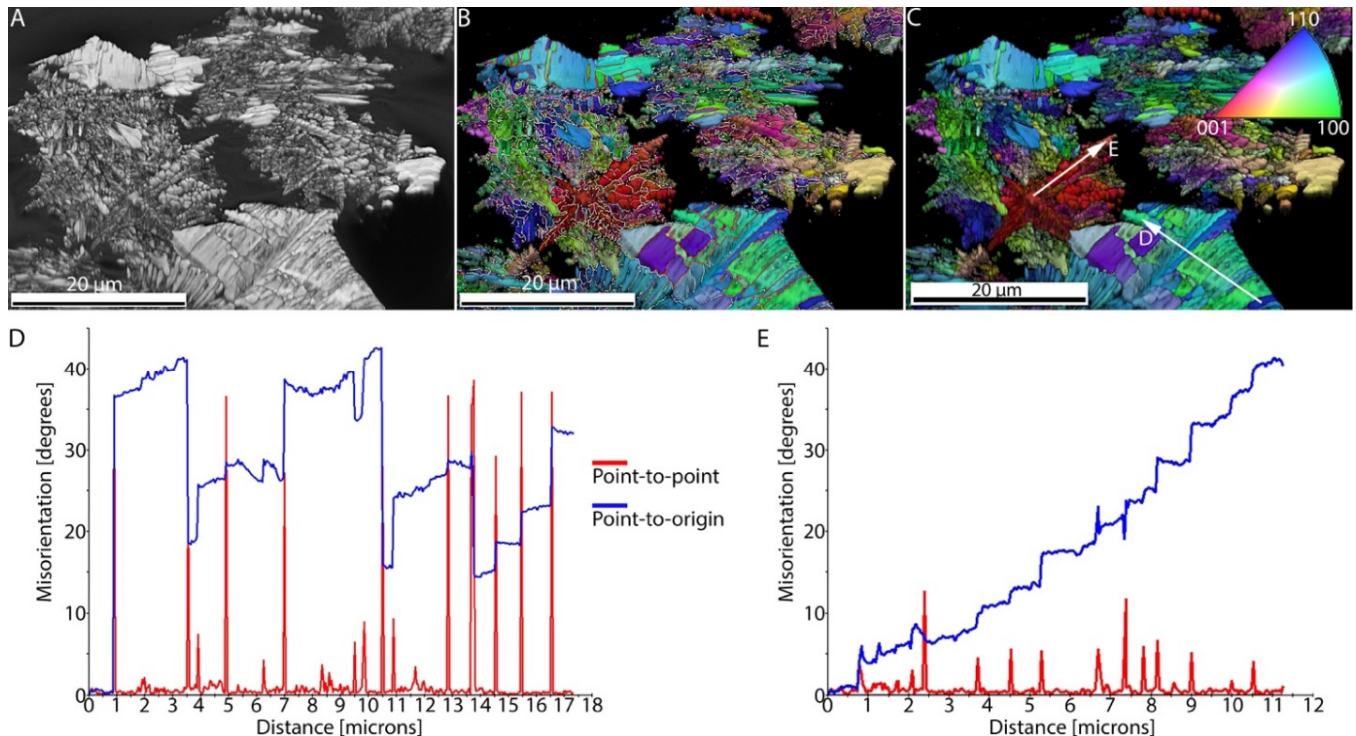 A
B
C
110
001
100
E
D
20 µm
20 µm
20 µm
D
E
40
30
20
10
0
Misorientation [degrees]
0 1 2 3 4 5 6 7 8 9 10 11 12 13 14 15 16 17 18
Distance [microns]
Point-to-point
Point-to-origin
40
30
20
10
0
Misorientation [degrees]
0 1 2 3 4 5 6 7 8 9 10 11 12
Distance [microns]